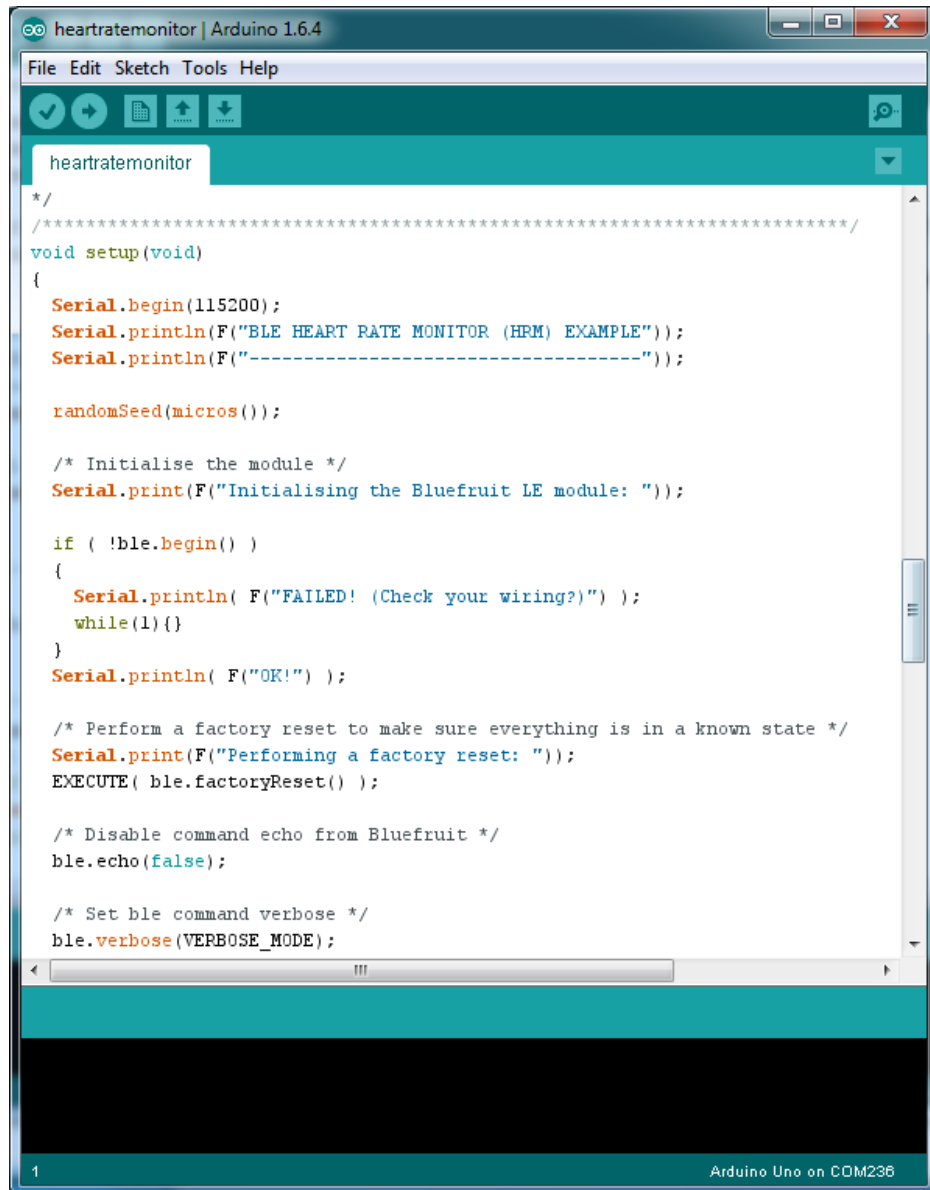 heartratemonitor | Arduino 1.6.4
File Edit Sketch Tools Help
heartratemonitor
*/
/**************************************************************************/
void setup(void)
{
  Serial.begin(115200);
  Serial.println(F("BLE HEART RATE MONITOR (HRM) EXAMPLE"));
  Serial.println(F("------------------------------------"));

  randomSeed(micros());

  /* Initialise the module */
  Serial.print(F("Initialising the Bluefruit LE module: "));

  if ( !ble.begin() )
  {
    Serial.println( F("FAILED! (Check your wiring?)") );
    while(1){}
  }
  Serial.println( F("OK!") );

  /* Perform a factory reset to make sure everything is in a known state */
  Serial.print(F("Performing a factory reset: "));
  EXECUTE( ble.factoryReset() );

  /* Disable command echo from Bluefruit */
  ble.echo(false);

  /* Set ble command verbose */
  ble.verbose(VERBOSE_MODE);
1
Arduino Uno on COM236